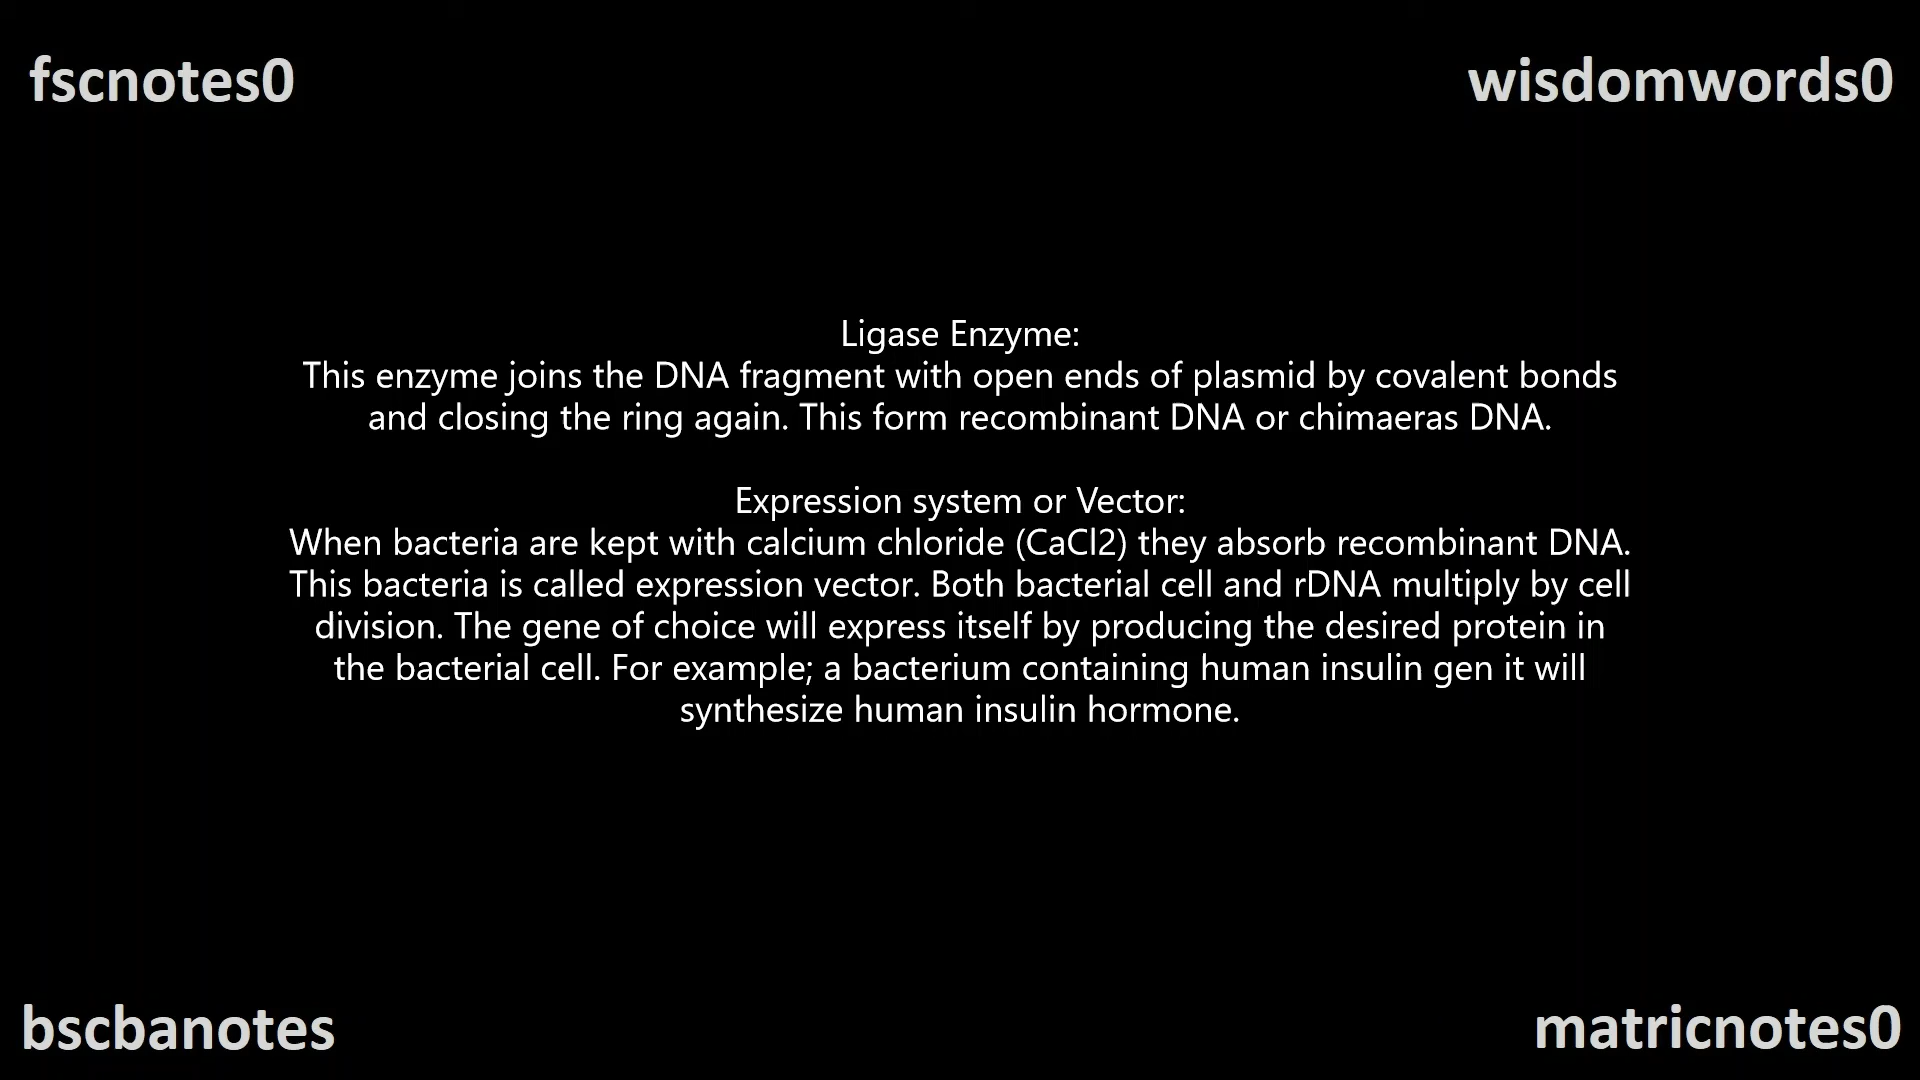 fscnotes0
wisdomwords0
Ligase Enzyme:
This enzyme joins the DNA fragment with open ends of plasmid by covalent bonds
and closing the ring again. This form recombinant DNA or chimaeras DNA.
Expression system or Vector:
When bacteria are kept with calcium chloride (CaCl2) they absorb recombinant DNA.
This bacteria is called expression vector. Both bacterial cell and rDNA multiply by cell
division. The gene of choice will express itself by producing the desired protein in
the bacterial cell. For example; a bacterium containing human insulin gen it will
synthesize human insulin hormone.
bscbanotes
matricnotes0